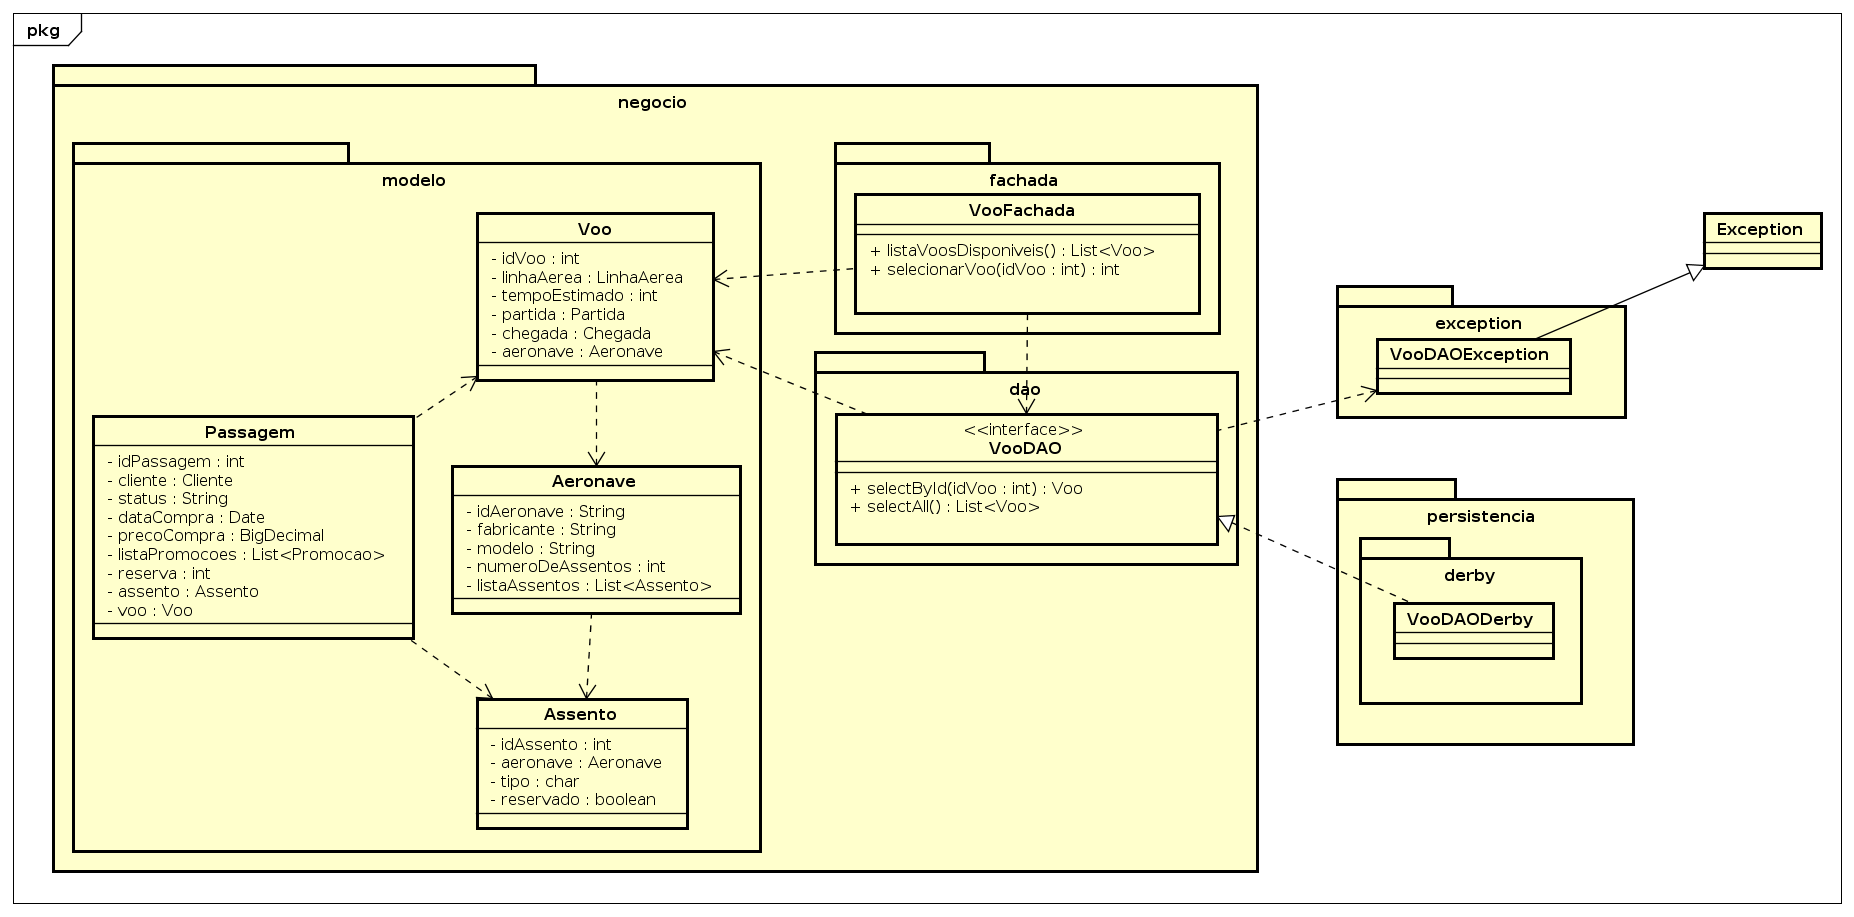 pkg
negocio
modelo
Voo
- idVoo : int
- linhaAerea : LinhaAerea
- tempoEstimado : int
- partida : Partida
- chegada : Chegada
- aeronave : Aeronave
Passagem
- idPassagem : int
- cliente : Cliente
- status : String
- dataCompra : Date
- precoCompra : BigDecimal
- listaPromocoes : List<Promocao>
- reserva : int
- assento : Assento
- voo : Voo
Aeronave
- idAeronave : String
- fabricante : String
- modelo : String
- numeroDeAssentos : int
- listaAssentos : List<Assento>
Assento
- idAssento : int
- aeronave : Aeronave
- tipo : char
- reservado : boolean
fachada
VooFachada
+ listaVoosDisponiveis() : List<Voo>
+ selecionarVoo(idVoo : int) : int
dao
<<interface>>
VooDAO
+ selectById(idVoo : int) : Voo
+ selectAll() : List<Voo>
Exception
exception
VooDAOException
persistencia
derby
VooDAODerby